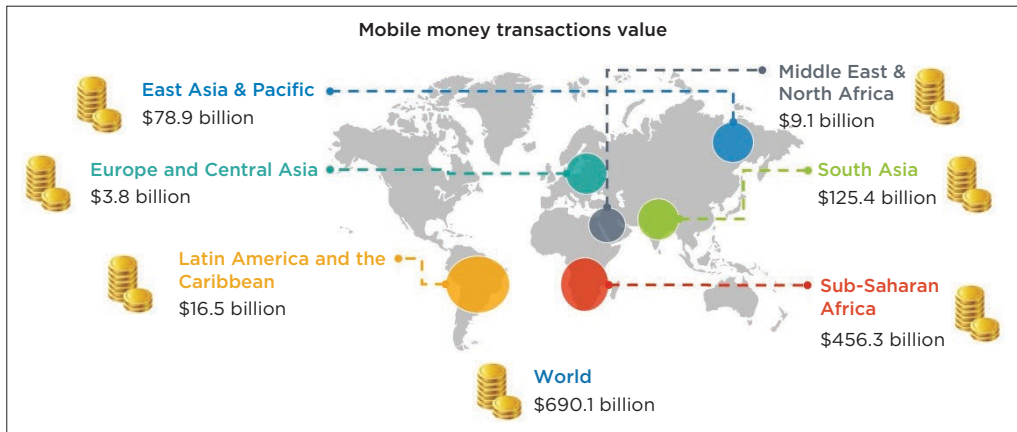 Mobile money transactions value
East Asia & Pacific
$78.9 billion
Middle East &
North Africa
$9.1 billion
Europe and Central Asia
$3.8 billion
South Asia
$125.4 billion
Latin America and the
Caribbean
$16.5 billion
Sub-Saharan
Africa
$456.3 billion
World
$690.1 billion